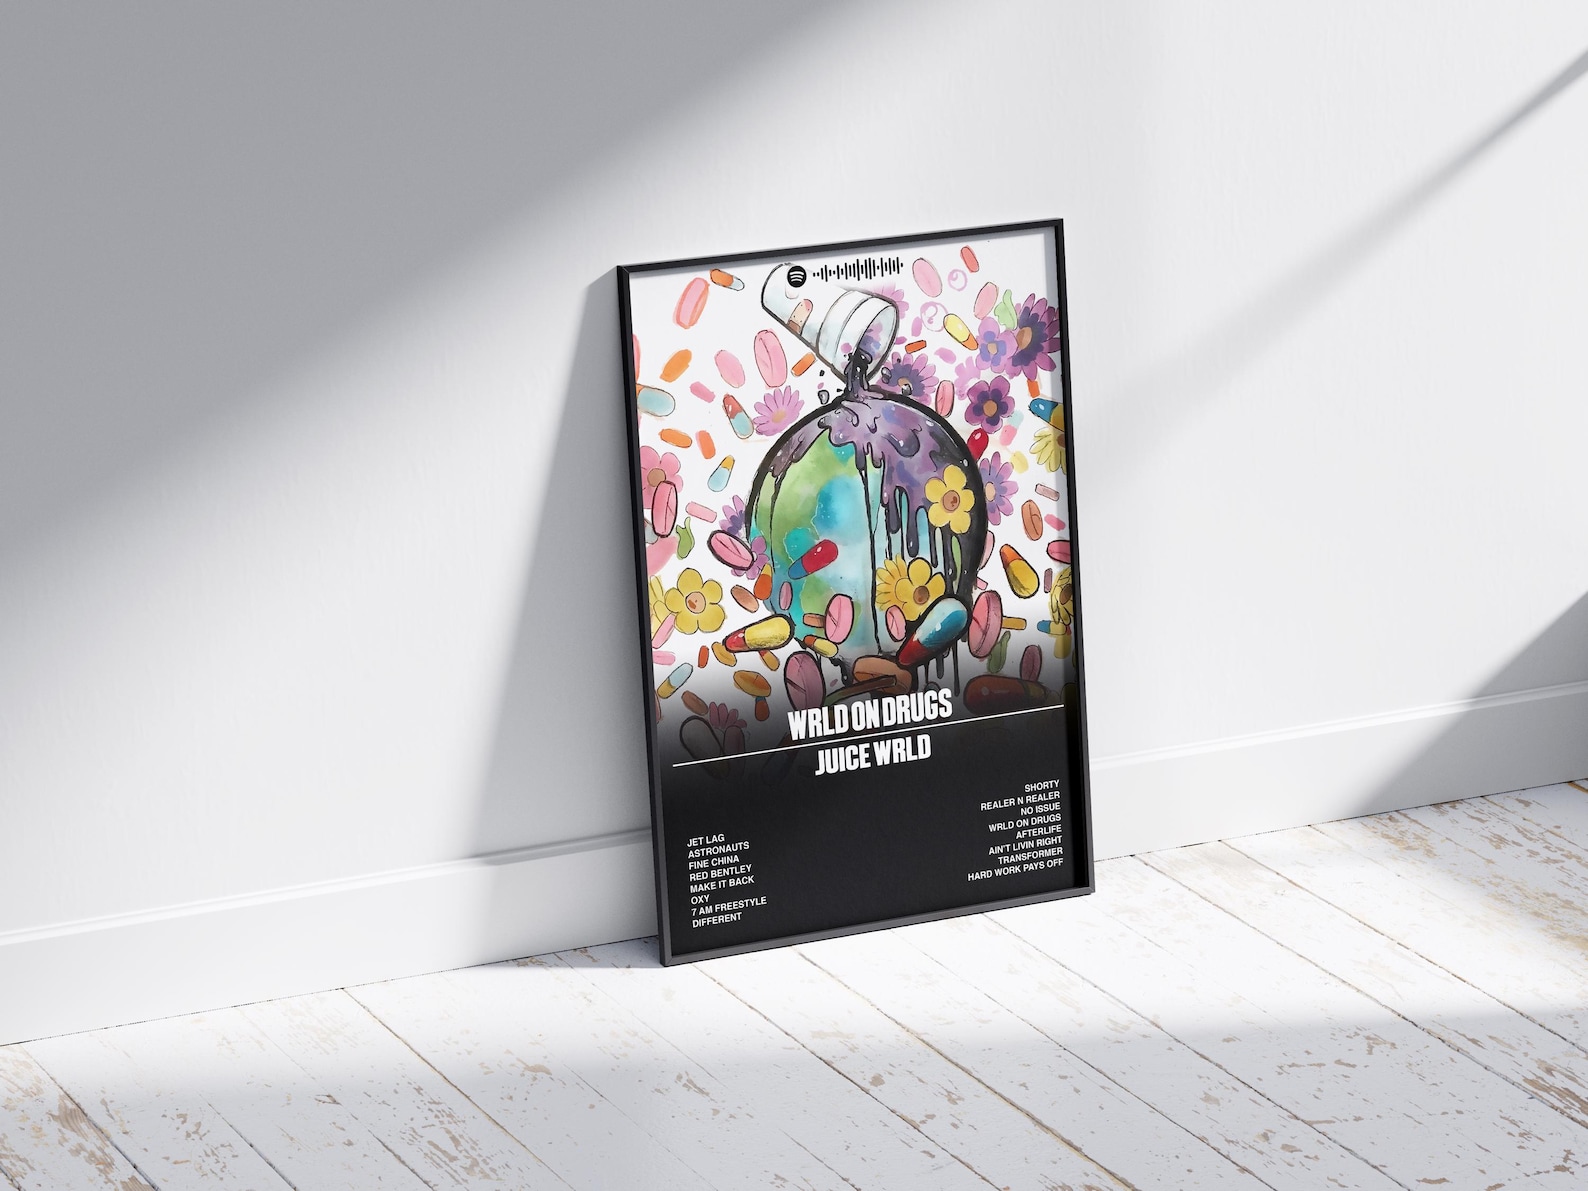 WRLD ON DRUGS
JUICE WRLD
JET LAG
ASTRONAUTS
FINE CHINA
RED BENTLEY
MAKE IT BACK
OXY
7 AM FREESTYLE
DIFFERENT
SHORTY
REALER N REALER
NO ISSUE
WRLD ON DRUGS
AFTERLIFE
AIN'T LIVIN RIGHT
TRANSFORMER
HARD WORK PAYS OFF